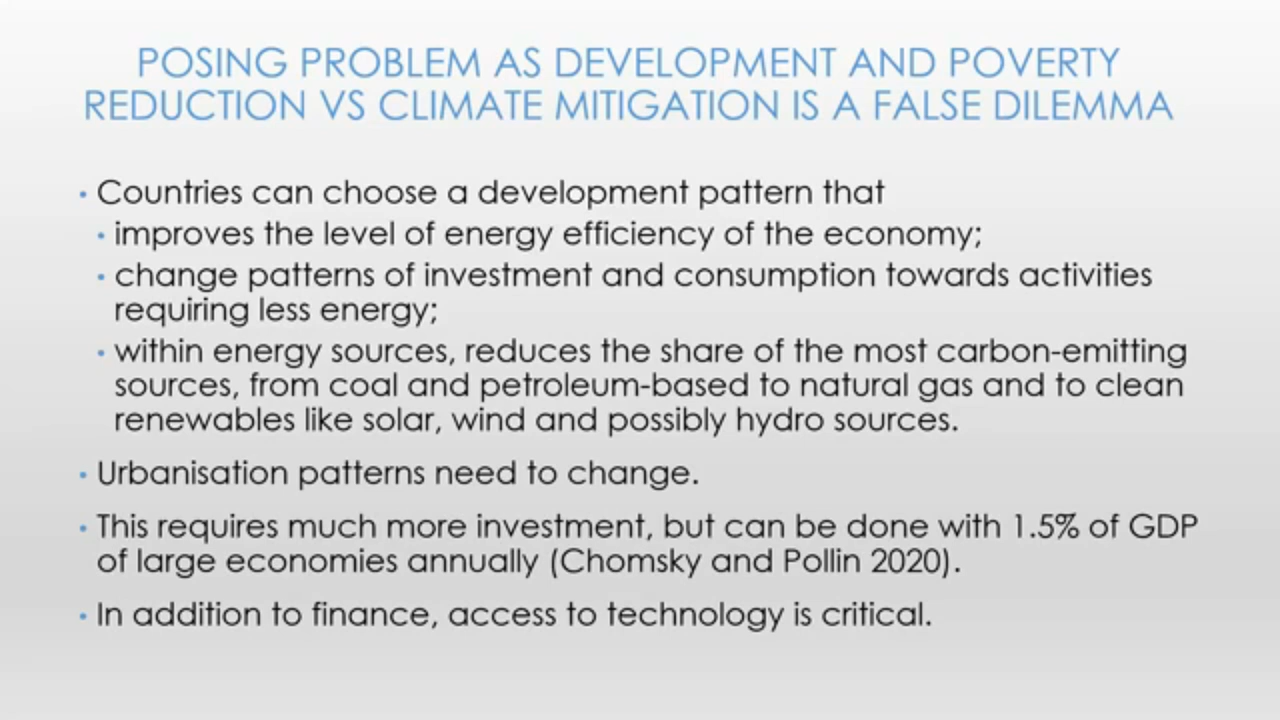 POSING PROBLEM AS DEVELOPMENT AND POVERTY
REDUCTION VS CLIMATE MITIGATION IS A FALSE DILEMMA
• Countries can choose a development pattern that
• improves the level of energy efficiency of the economy;
• change patterns of investment and consumption towards activities
requiring less energy;
• within energy sources, reduces the share of the most carbon-emitting
sources, from coal and petroleum-based to natural gas and to clean
renewables like solar, wind and possibly hydro sources.
• Urbanisation patterns need to change.
• This requires much more investment, but can be done with 1.5% of GDP
of large economies annually (Chomsky and Pollin 2020).
• In addition to finance, access to technology is critical.